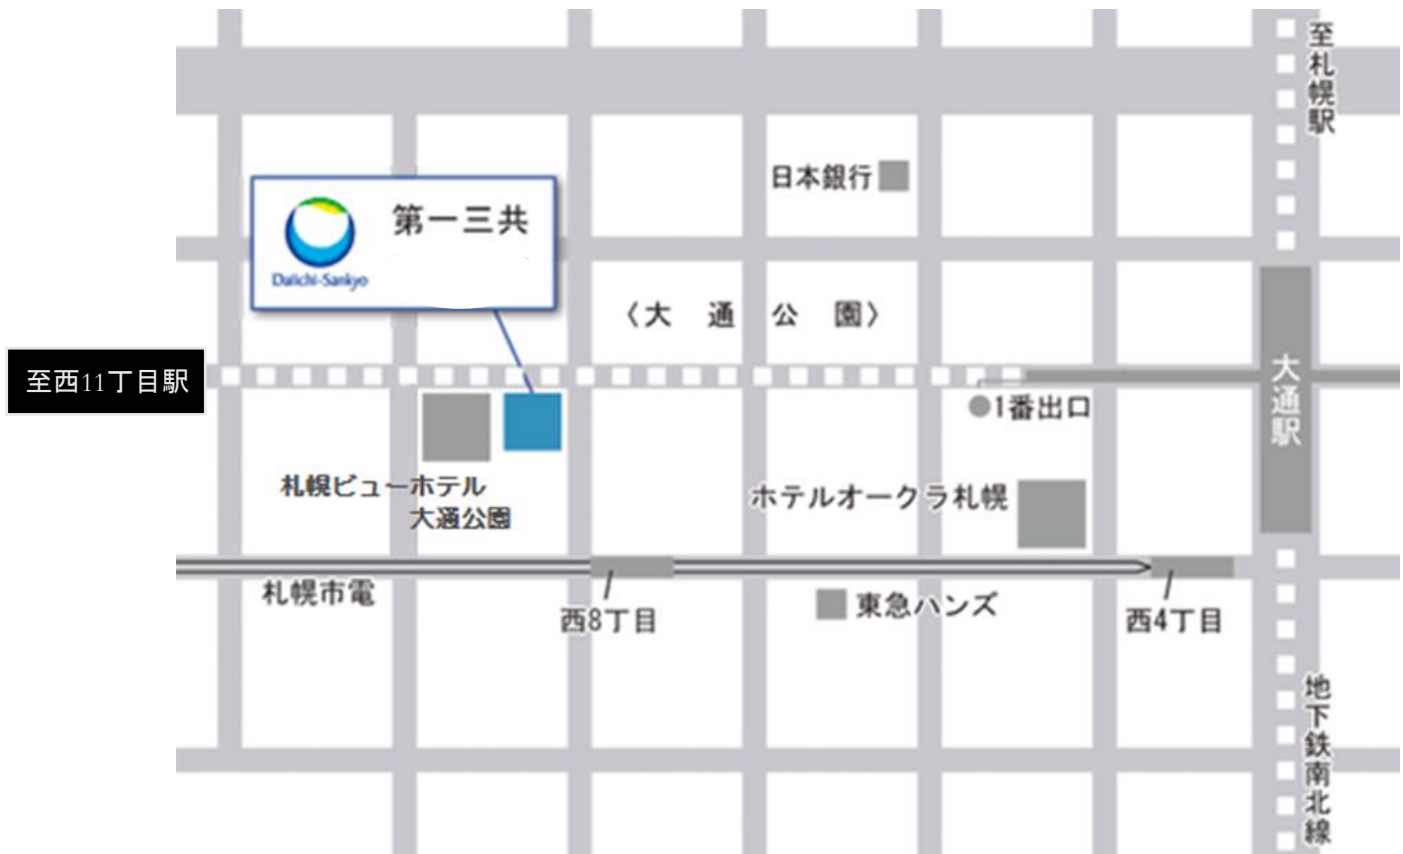 至札幌駅
日本銀行
第一三共
Daiichi-Sankyo
〈大通公園〉
至西11丁目駅
大通駅
1番出口
札幌ビューホテル
大通公園
ホテルオークラ札幌
札幌市電
西8丁目
東急ハンズ
西4丁目
地下鉄南北線